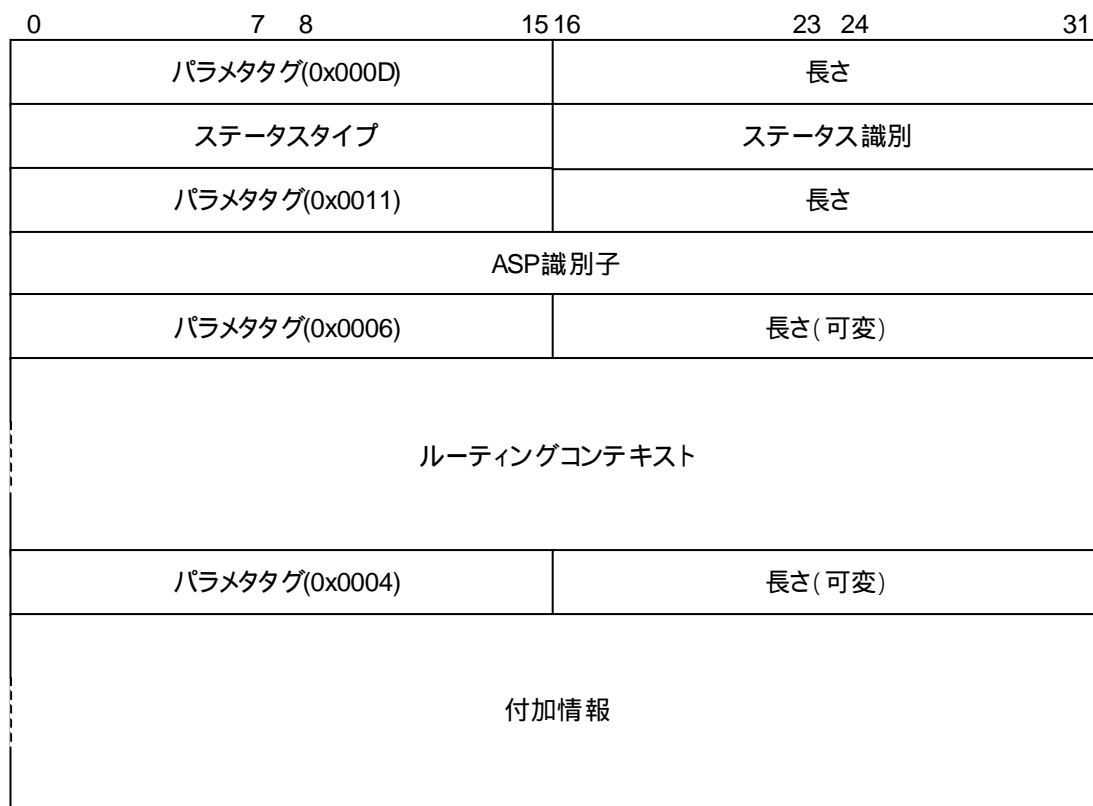 0 7 8 15 16 23 24 31
パラメタタグ(0x000D) 長さ
ステータスタイプ ステータス識別
パラメタタグ(0x0011) 長さ
ASP識別子
パラメタタグ(0x0006) 長さ(可変)
ルーティングコンテキスト
パラメタタグ(0x0004) 長さ(可変)
付加情報